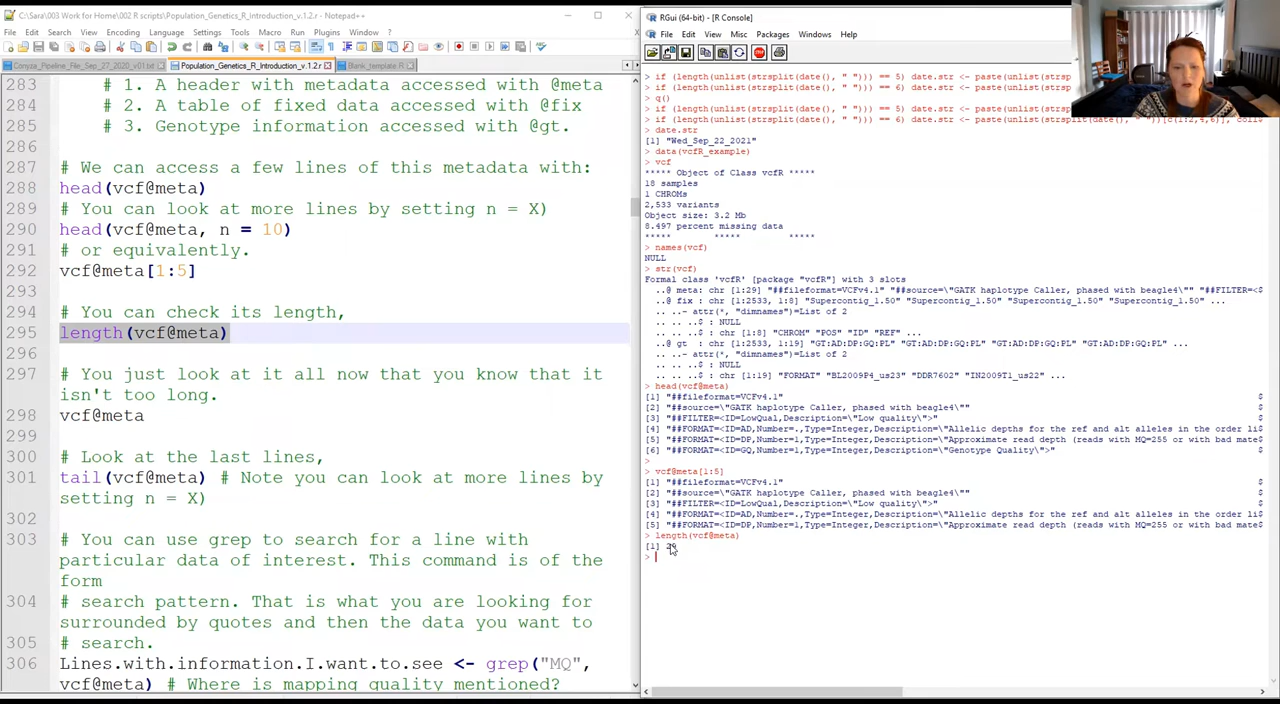 C:\Sara\003 Work for Home\002 R scripts\Population_Genetics_R_Introduction_v.1.2.r - Notepad++
File Edit Search View Encoding Language Settings Tools Macro Run Plugins Window ?
Conyza_Pipeline_File_Sep_27_2020_v01.txt Population_Genetics_R_Introduction_v.1.2.r Blank_template.R
283 # 1. A header with metadata accessed with @meta
284 # 2. A table of fixed data accessed with @fix
285 # 3. Genotype information accessed with @gt.
286
287 # We can access a few lines of this metadata with:
288 head(vcf@meta)
289 # You can look at more lines by setting n = X)
290 head(vcf@meta, n = 10)
291 # or equivalently.
292 vcf@meta[1:5]
293
294 # You can check its length,
295 length(vcf@meta)
296
297 # You just look at it all now that you know that it
isn't too long.
298 vcf@meta
299
300 # Look at the last lines,
301 tail(vcf@meta) # Note you can look at more lines by
setting n = X)
302
303 # You can use grep to search for a line with
particular data of interest. This command is of the
form
304 # search pattern. That is what you are looking for
surrounded by quotes and then the data you want to
305 # search.
306 Lines.with.information.I.want.to.see <- grep("MQ",
vcf@meta) # Where is mapping quality mentioned?
RGui (64-bit) - [R Console]
File Edit View Misc Packages Windows Help
> if (length(unlist(strsplit(date(), " "))) == 5) date.str <- paste(unlist(strsp
> if (length(unlist(strsplit(date(), " "))) == 6) date.str <- paste(unlist(strsp
> q()
> if (length(unlist(strsplit(date(), " "))) == 5) date.str <- paste(unlist(strsp
> if (length(unlist(strsplit(date(), " "))) == 6) date.str <- paste(unlist(strsplit(date(), " "))[c(1:2,4,6)], coll$
> date.str
[1] "Wed_Sep_22_2021"
> data(vcfR_example)
> vcf
***** Object of Class vcfR *****
18 samples
1 CHROMs
2,533 variants
Object size: 3.2 Mb
8.497 percent missing data
***** ***** *****
> names(vcf)
NULL
> str(vcf)
Formal class 'vcfR' [package "vcfR"] with 3 slots
..@ meta: chr [1:29] "##fileformat=VCFv4.1" "##source=\"GATK haplotype Caller, phased with beagle4\"" "##FILTER=<$
..@ fix : chr [1:2533, 1:8] "Supercontig_1.50" "Supercontig_1.50" "Supercontig_1.50" "Supercontig_1.50" ...
.. ..- attr(*, "dimnames")=List of 2
.. .. ..$ : NULL
.. .. ..$ : chr [1:8] "CHROM" "POS" "ID" "REF" ...
..@ gt : chr [1:2533, 1:19] "GT:AD:DP:GQ:PL" "GT:AD:DP:GQ:PL" "GT:AD:DP:GQ:PL" "GT:AD:DP:GQ:PL" ...
.. ..- attr(*, "dimnames")=List of 2
.. .. ..$ : NULL
.. .. ..$ : chr [1:19] "FORMAT" "BL2009P4_us23" "DDR7602" "IN2009T1_us22" ...
> head(vcf@meta)
[1] "##fileformat=VCFv4.1" $
[2] "##source=\"GATK haplotype Caller, phased with beagle4\"" $
[3] "##FILTER=<ID=LowQual,Description=\"Low quality\">" $
[4] "##FORMAT=<ID=AD,Number=.,Type=Integer,Description=\"Allelic depths for the ref and alt alleles in the order li$
[5] "##FORMAT=<ID=DP,Number=1,Type=Integer,Description=\"Approximate read depth (reads with MQ=255 or with bad mate$
[6] "##FORMAT=<ID=GQ,Number=1,Type=Integer,Description=\"Genotype Quality\">" $
>
> vcf@meta[1:5]
[1] "##fileformat=VCFv4.1" $
[2] "##source=\"GATK haplotype Caller, phased with beagle4\"" $
[3] "##FILTER=<ID=LowQual,Description=\"Low quality\">" $
[4] "##FORMAT=<ID=AD,Number=.,Type=Integer,Description=\"Allelic depths for the ref and alt alleles in the order li$
[5] "##FORMAT=<ID=DP,Number=1,Type=Integer,Description=\"Approximate read depth (reads with MQ=255 or with bad mate$
> length(vcf@meta)
[1] 29
>